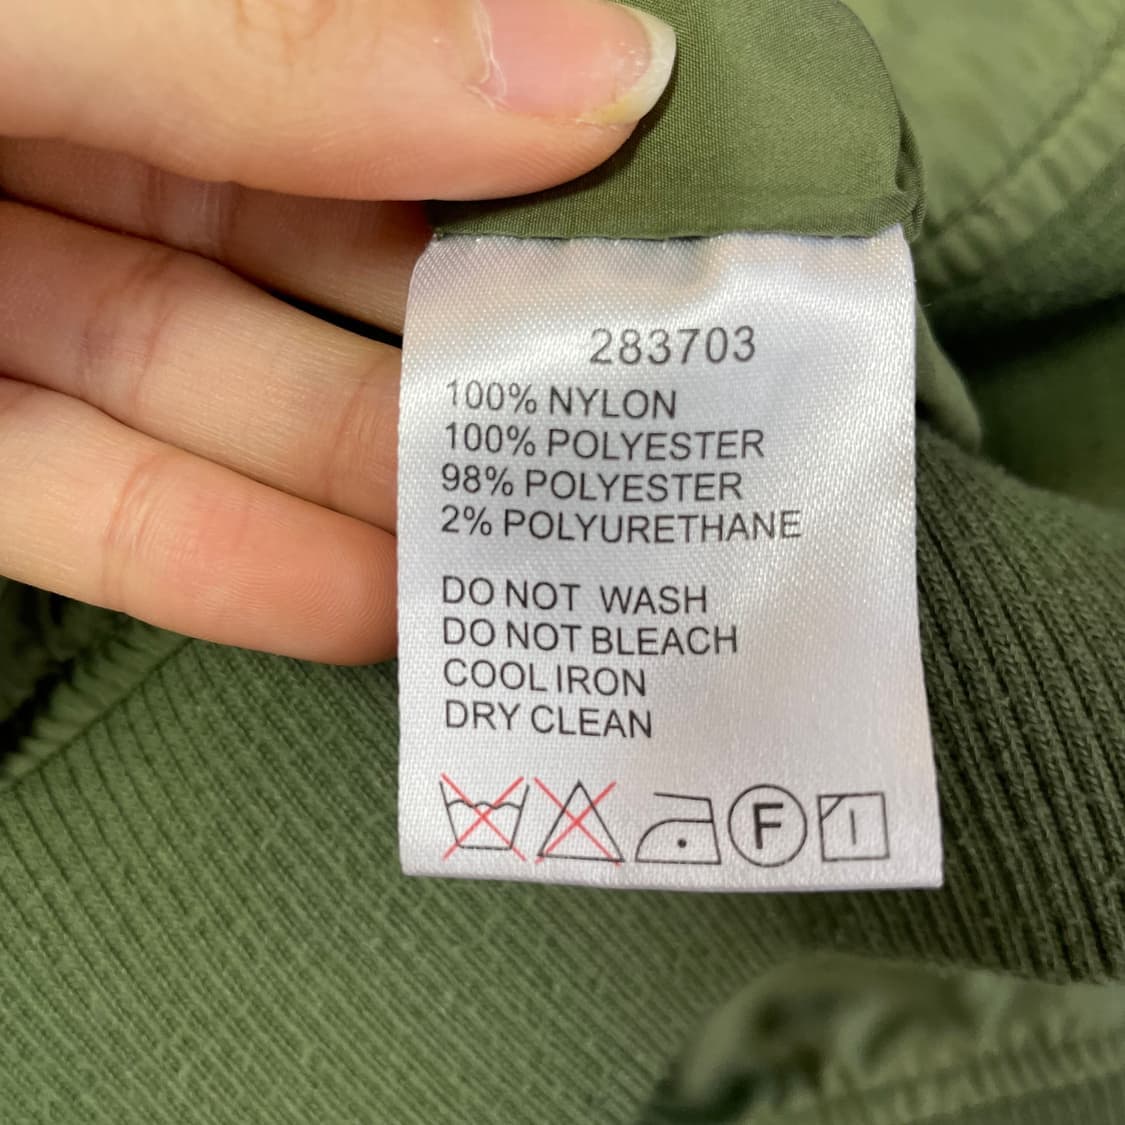 283703
100% NYLON
100% POLYESTER
98% POLYESTER
2% POLYURETHANE
DO NOT WASH
DO NOT BLEACH
COOL IRON
DRY CLEAN
F